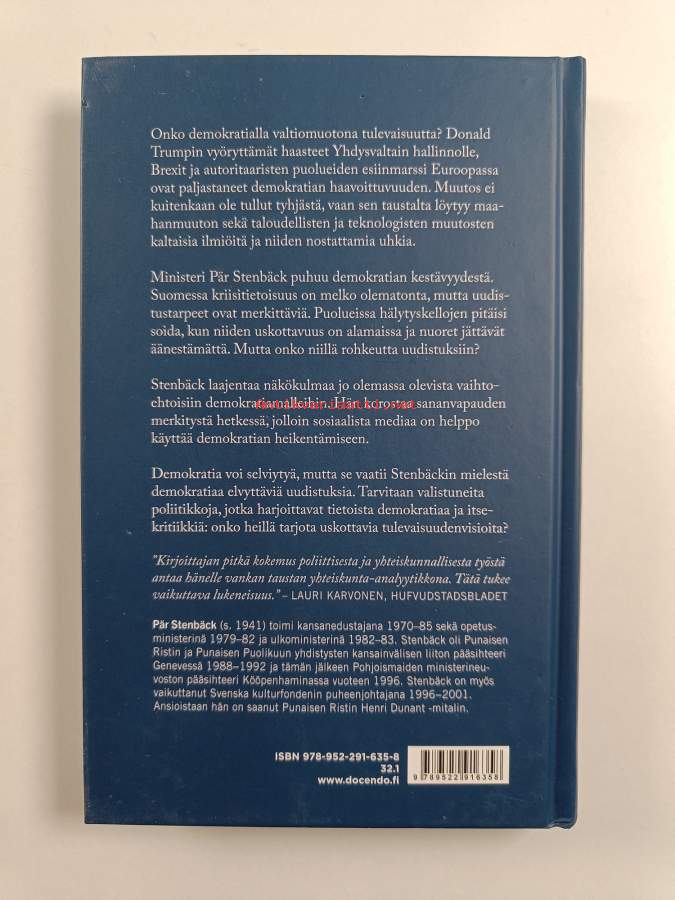 Onko demokratialla valtiomuotona tulevaisuutta? Donald
Trumpin vyöryttämät haasteet Yhdysvaltain hallinnolle,
Brexit ja autoritaaristen puolueiden esiinmarssi Euroopassa
ovat paljastaneet demokratian haavoittuvuuden. Muutos ei
kuitenkaan ole tullut tyhjästä, vaan sen taustalta löytyy maa-
hanmuuton sekä taloudellisten ja teknologisten muutosten
kaltaisia ilmiöitä ja niiden nostattamia uhkia.
Ministeri Pär Stenbäck puhuu demokratian kestävyydestä.
Suomessa kriisitietoisuus on melko olematonta, mutta uudis-
tustarpeet ovat merkittäviä. Puolueissa hälytyskellojen pitäisi
soida, kun niiden uskottavuus on alamaissa ja nuoret jättävät
äänestämättä. Mutta onko niillä rohkeutta uudistuksiin?
Stenbäck laajentaa näkökulmaa jo olemassa olevista vaihto-
ehtoisiin demokratiamalleihin. Hän korostaa sananvapauden
merkitystä hetkessä, jolloin sosiaalista mediaa on helppo
käyttää demokratian heikentämiseen.
Demokratia voi selviytyä, mutta se vaatii Stenbäckin mielestä
demokratiaa elvyttäviä uudistuksia. Tarvitaan valistuneita
poliitikkoja, jotka harjoittavat tietoista demokratiaa ja itse-
kritiikkiä: onko heillä tarjota uskottavia tulevaisuudenvisioita?
"Kirjoittajan pitkä kokemus poliittisesta ja yhteiskunnallisesta työstä
antaa hänelle vankan taustan yhteiskunta-analyytikkona. Tätä tukee
vaikuttava lukeneisuus." – LAURI KARVONEN, HUFVUDSTADSBLADET
Pär Stenbäck (s. 1941) toimi kansanedustajana 1970–85 sekä opetus-
ministerinä 1979–82 ja ulkoministerinä 1982–83. Stenbäck oli Punaisen
Ristin ja Punaisen Puolikuun yhdistysten kansainvälisen liiton pääsihteeri
Genevessä 1988–1992 ja tämän jälkeen Pohjoismaiden ministerineu-
voston pääsihteeri Kööpenhaminassa vuoteen 1996. Stenbäck on myös
vaikuttanut Svenska kulturfondenin puheenjohtajana 1996–2001.
Ansioistaan hän on saanut Punaisen Ristin Henri Dunant -mitalin.
ISBN 978-952-291-635-8
32.1
www.docendo.fi
9 789522 916358